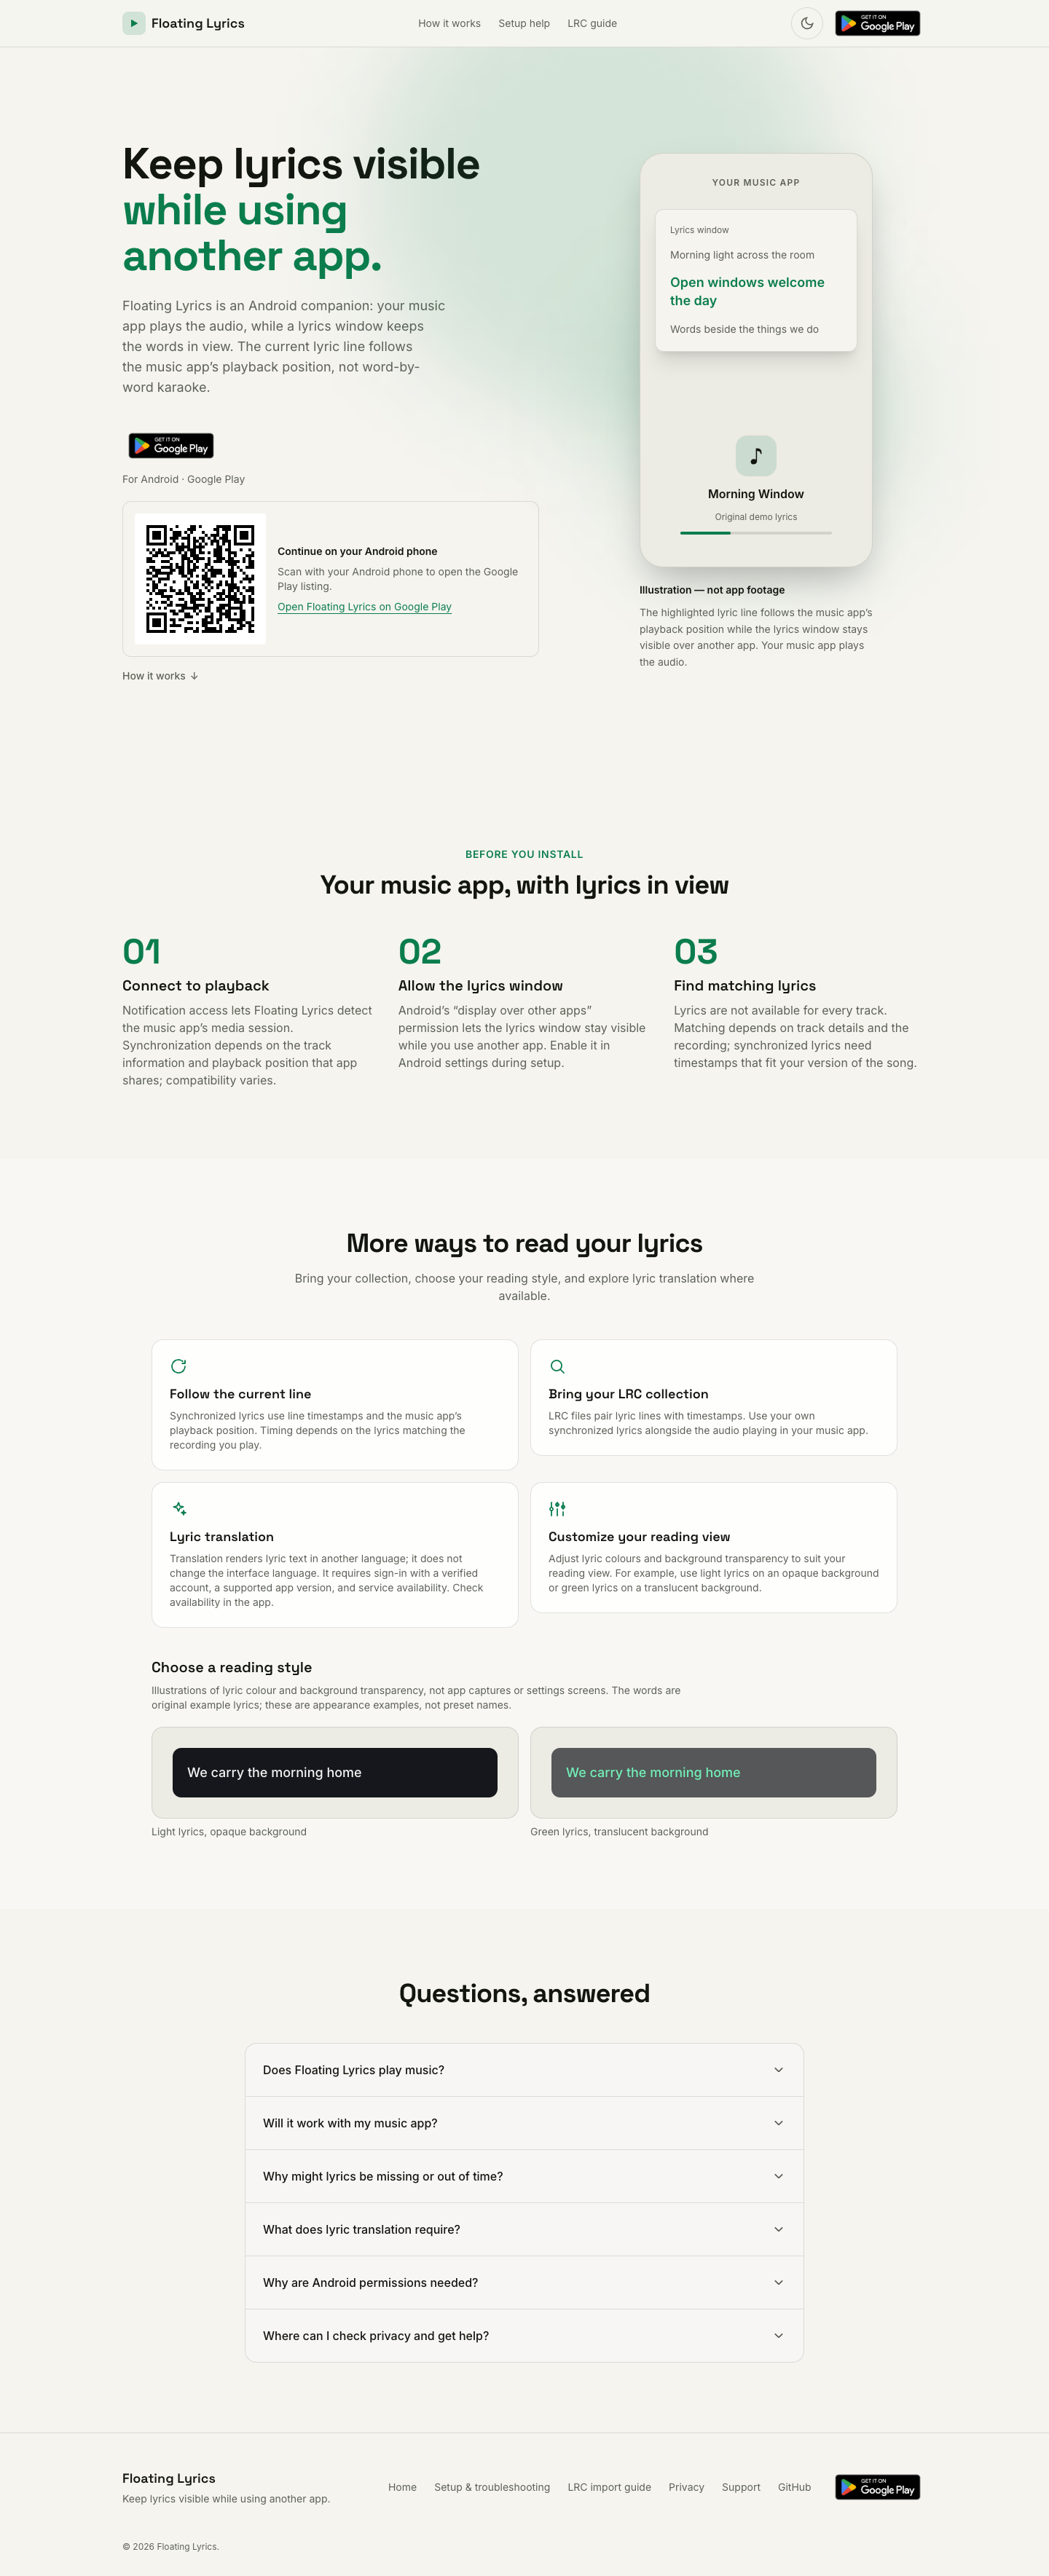 Floating Lyrics
How it works
Setup help
LRC guide
GET IT ON
Google Play
Keep lyrics visible
while using
another app.
Floating Lyrics is an Android companion: your music
app plays the audio, while a lyrics window keeps
the words in view. The current lyric line follows
the music app’s playback position, not word-by-
word karaoke.
GET IT ON
Google Play
For Android · Google Play
Continue on your Android phone
Scan with your Android phone to open the Google
Play listing.
Open Floating Lyrics on Google Play
How it works ↓
YOUR MUSIC APP
Lyrics window
Morning light across the room
Open windows welcome
the day
Words beside the things we do
Morning Window
Original demo lyrics
Illustration — not app footage
The highlighted lyric line follows the music app’s
playback position while the lyrics window stays
visible over another app. Your music app plays
the audio.
BEFORE YOU INSTALL
Your music app, with lyrics in view
01
Connect to playback
Notification access lets Floating Lyrics detect
the music app’s media session.
Synchronization depends on the track
information and playback position that app
shares; compatibility varies.
02
Allow the lyrics window
Android’s “display over other apps”
permission lets the lyrics window stay visible
while you use another app. Enable it in
Android settings during setup.
03
Find matching lyrics
Lyrics are not available for every track.
Matching depends on track details and the
recording; synchronized lyrics need
timestamps that fit your version of the song.
More ways to read your lyrics
Bring your collection, choose your reading style, and explore lyric translation where
available.
Follow the current line
Synchronized lyrics use line timestamps and the music app’s
playback position. Timing depends on the lyrics matching the
recording you play.
Bring your LRC collection
LRC files pair lyric lines with timestamps. Use your own
synchronized lyrics alongside the audio playing in your music app.
Lyric translation
Translation renders lyric text in another language; it does not
change the interface language. It requires sign-in with a verified
account, a supported app version, and service availability. Check
availability in the app.
Customize your reading view
Adjust lyric colours and background transparency to suit your
reading view. For example, use light lyrics on an opaque background
or green lyrics on a translucent background.
Choose a reading style
Illustrations of lyric colour and background transparency, not app captures or settings screens. The words are
original example lyrics; these are appearance examples, not preset names.
We carry the morning home
Light lyrics, opaque background
We carry the morning home
Green lyrics, translucent background
Questions, answered
Does Floating Lyrics play music?
Will it work with my music app?
Why might lyrics be missing or out of time?
What does lyric translation require?
Why are Android permissions needed?
Where can I check privacy and get help?
Floating Lyrics
Keep lyrics visible while using another app.
Home
Setup & troubleshooting
LRC import guide
Privacy
Support
GitHub
GET IT ON
Google Play
© 2026 Floating Lyrics.